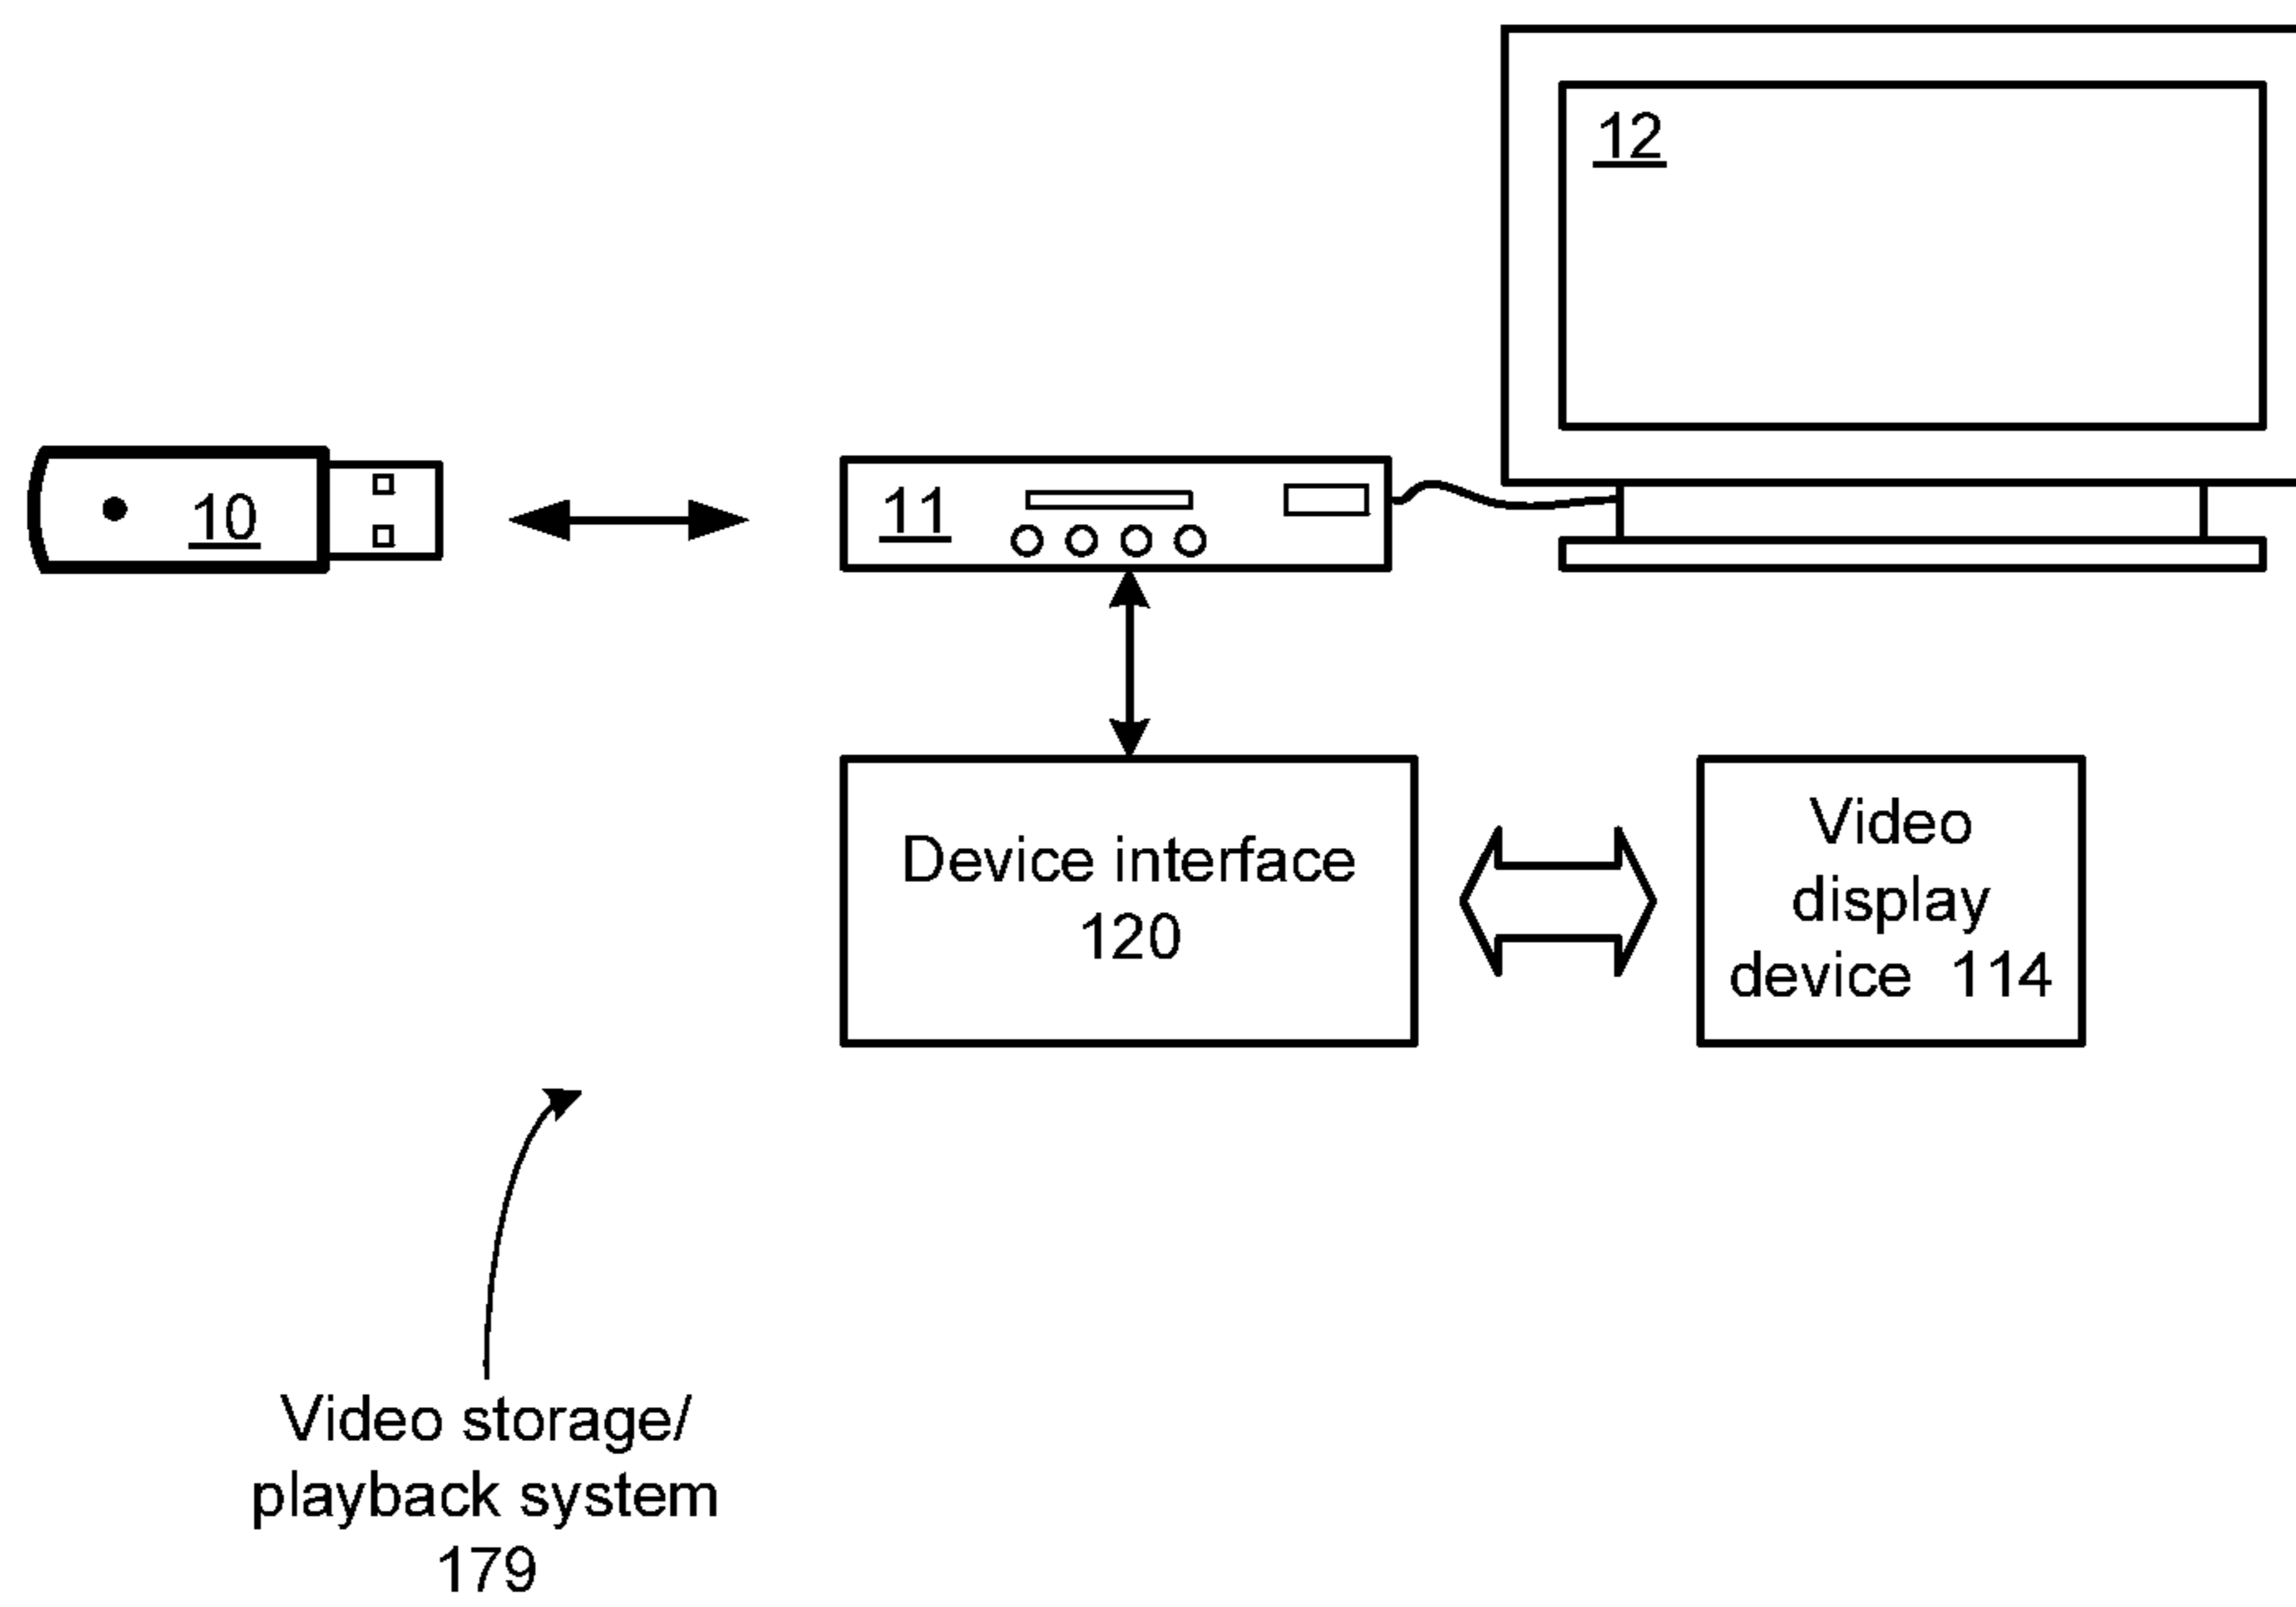 12
10
11
Device interface
120
Video
display
device 114
Video storage/
playback system
179